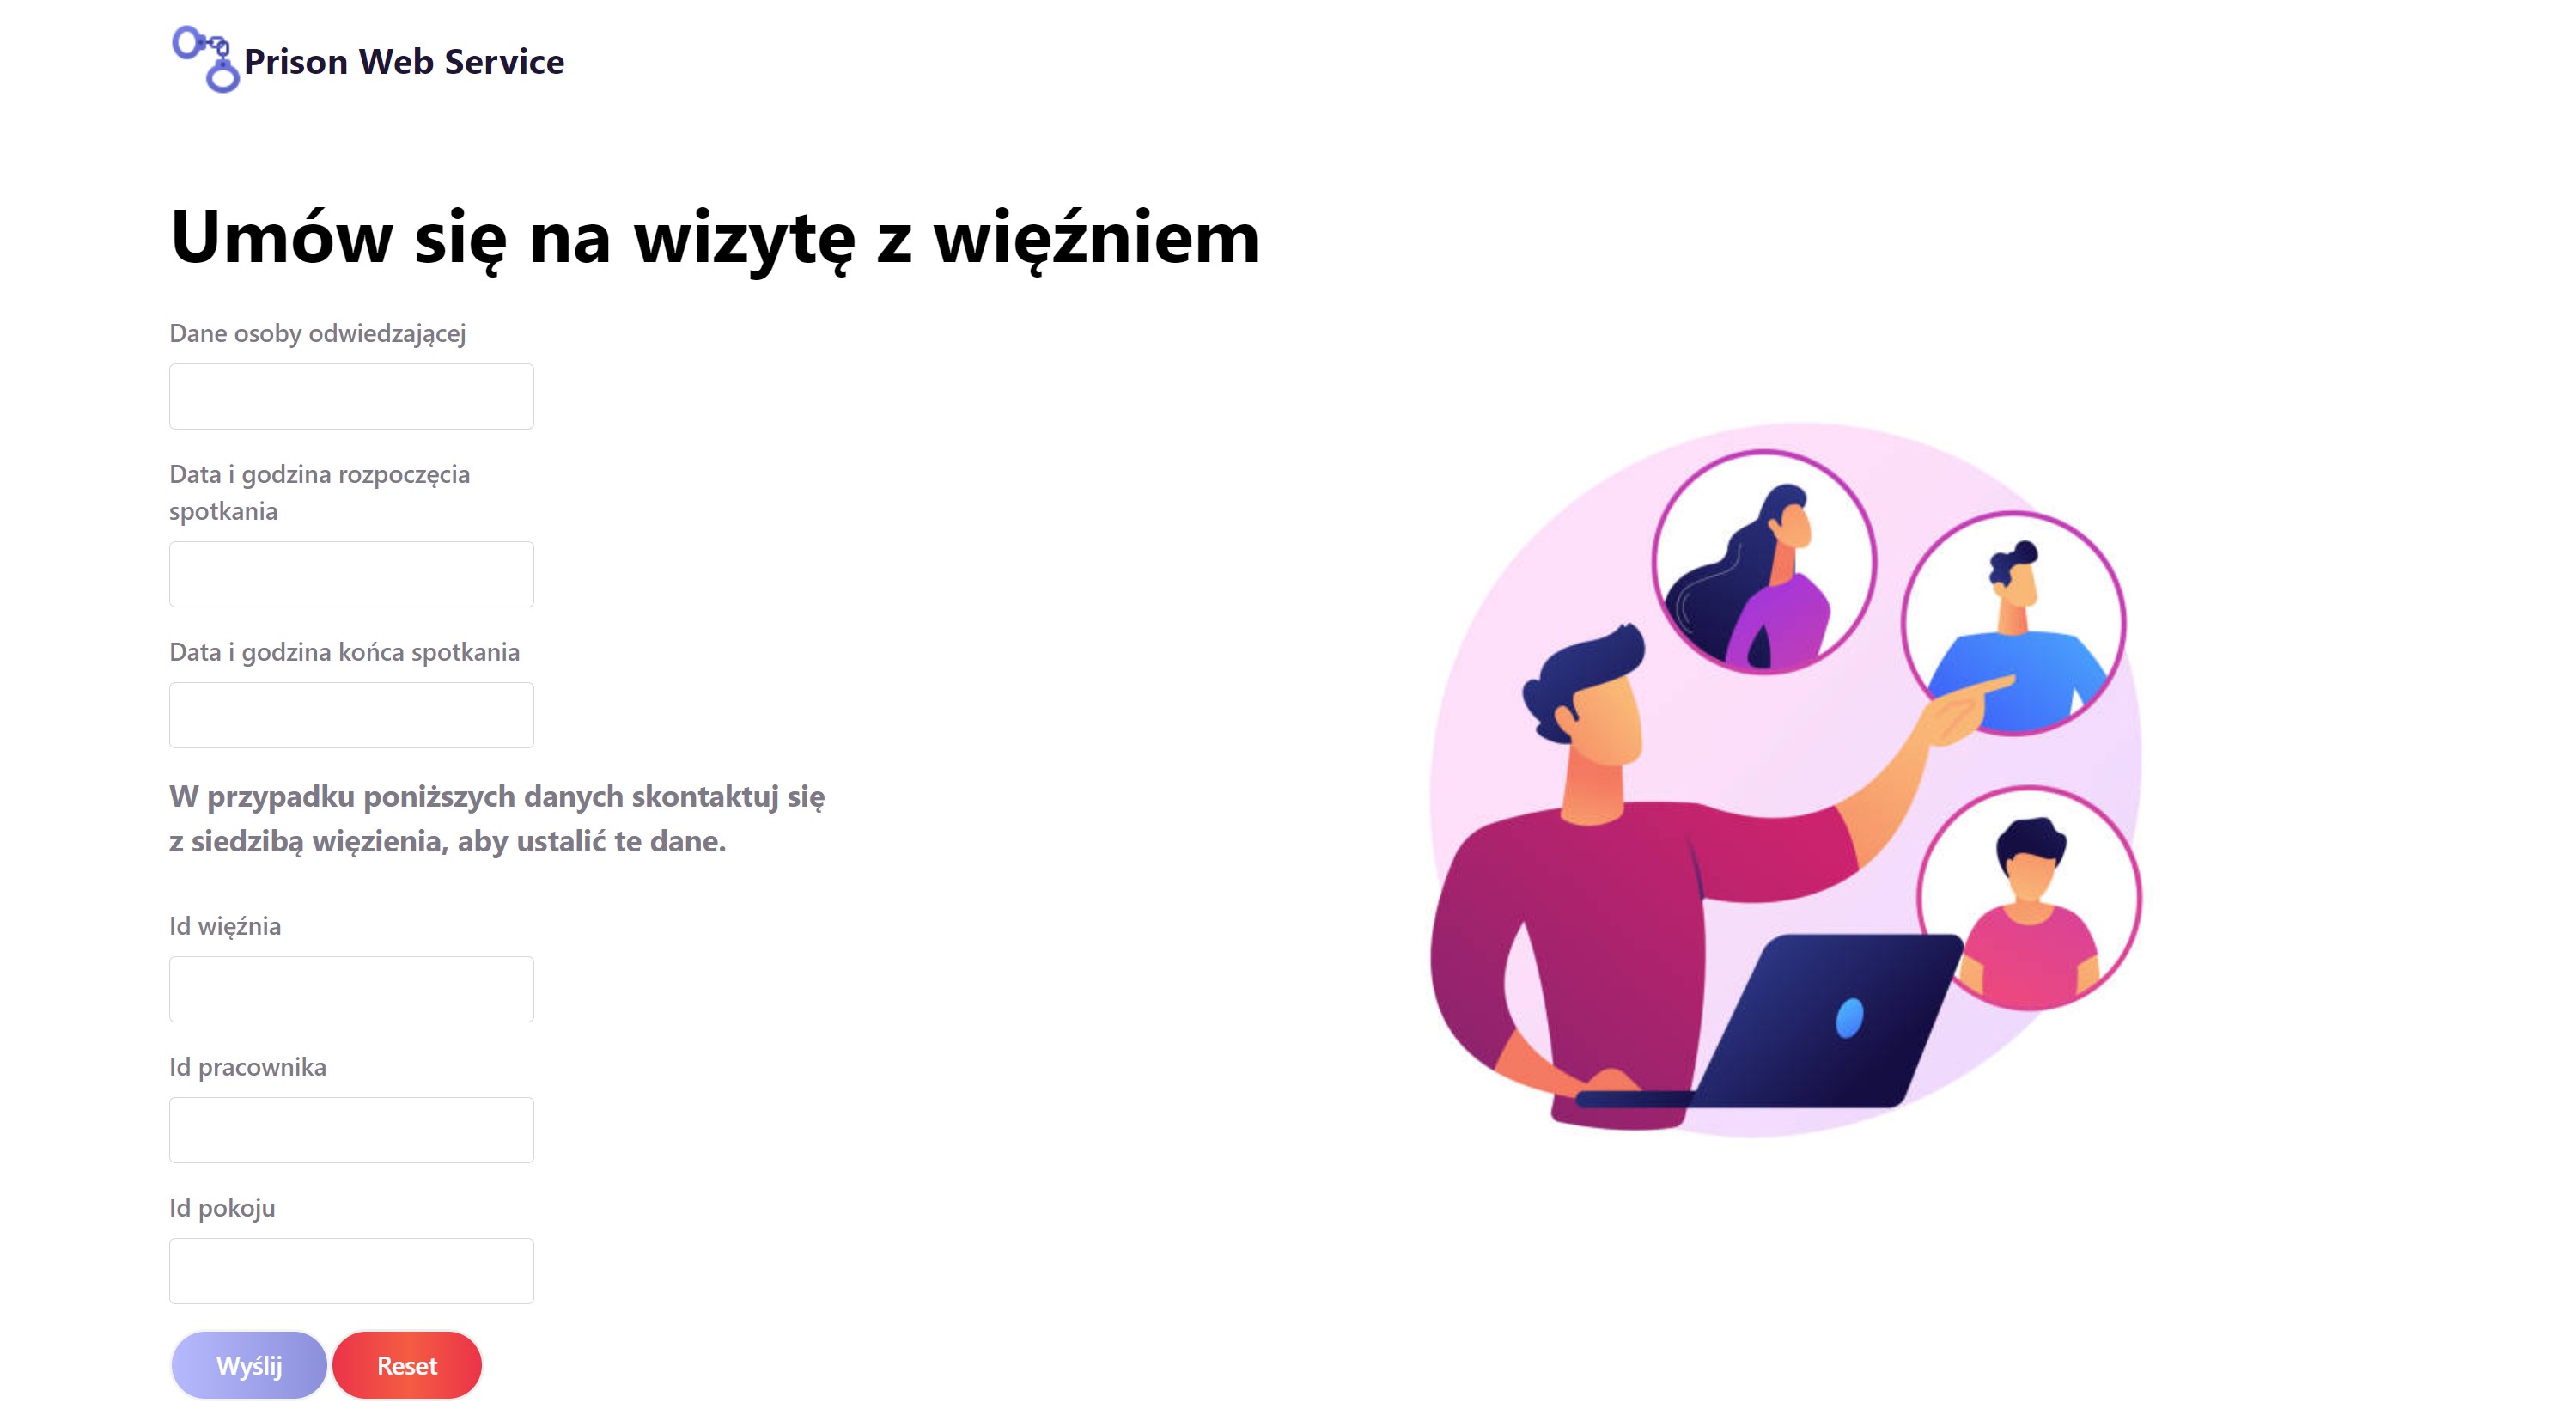 Prison Web Service
Umów się na wizytę z więźniem
Dane osoby odwiedzającej
Data i godzina rozpoczęcia
spotkania
Data i godzina końca spotkania
W przypadku poniższych danych skontaktuj się
z siedzibą więzienia, aby ustalić te dane.
Id więźnia
Id pracownika
Id pokoju
Wyślij
Reset